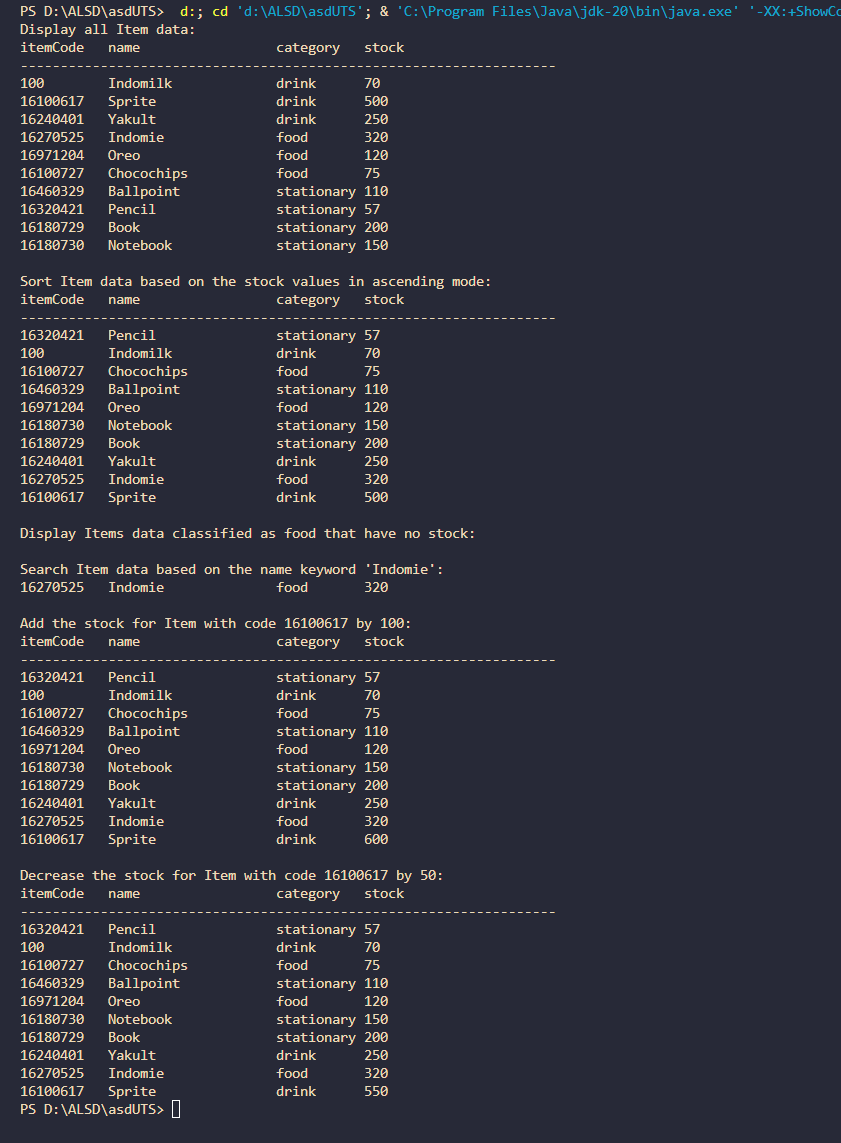 PS D:\ALSD\asdUTS>  d:; cd 'd:\ALSD\asdUTS'; & 'C:\Program Files\Java\jdk-20\bin\java.exe' '-XX:+ShowCo
Display all Item data:
itemCode   name                 category   stock
-------------------------------------------------------------------
100        Indomilk             drink      70
16100617   Sprite               drink      500
16240401   Yakult               drink      250
16270525   Indomie              food       320
16971204   Oreo                 food       120
16100727   Chocochips           food       75
16460329   Ballpoint            stationary 110
16320421   Pencil               stationary 57
16180729   Book                 stationary 200
16180730   Notebook             stationary 150

Sort Item data based on the stock values in ascending mode:
itemCode   name                 category   stock
-------------------------------------------------------------------
16320421   Pencil               stationary 57
100        Indomilk             drink      70
16100727   Chocochips           food       75
16460329   Ballpoint            stationary 110
16971204   Oreo                 food       120
16180730   Notebook             stationary 150
16180729   Book                 stationary 200
16240401   Yakult               drink      250
16270525   Indomie              food       320
16100617   Sprite               drink      500

Display Items data classified as food that have no stock:

Search Item data based on the name keyword 'Indomie':
16270525   Indomie              food       320

Add the stock for Item with code 16100617 by 100:
itemCode   name                 category   stock
-------------------------------------------------------------------
16320421   Pencil               stationary 57
100        Indomilk             drink      70
16100727   Chocochips           food       75
16460329   Ballpoint            stationary 110
16971204   Oreo                 food       120
16180730   Notebook             stationary 150
16180729   Book                 stationary 200
16240401   Yakult               drink      250
16270525   Indomie              food       320
16100617   Sprite               drink      600

Decrease the stock for Item with code 16100617 by 50:
itemCode   name                 category   stock
-------------------------------------------------------------------
16320421   Pencil               stationary 57
100        Indomilk             drink      70
16100727   Chocochips           food       75
16460329   Ballpoint            stationary 110
16971204   Oreo                 food       120
16180730   Notebook             stationary 150
16180729   Book                 stationary 200
16240401   Yakult               drink      250
16270525   Indomie              food       320
16100617   Sprite               drink      550
PS D:\ALSD\asdUTS>